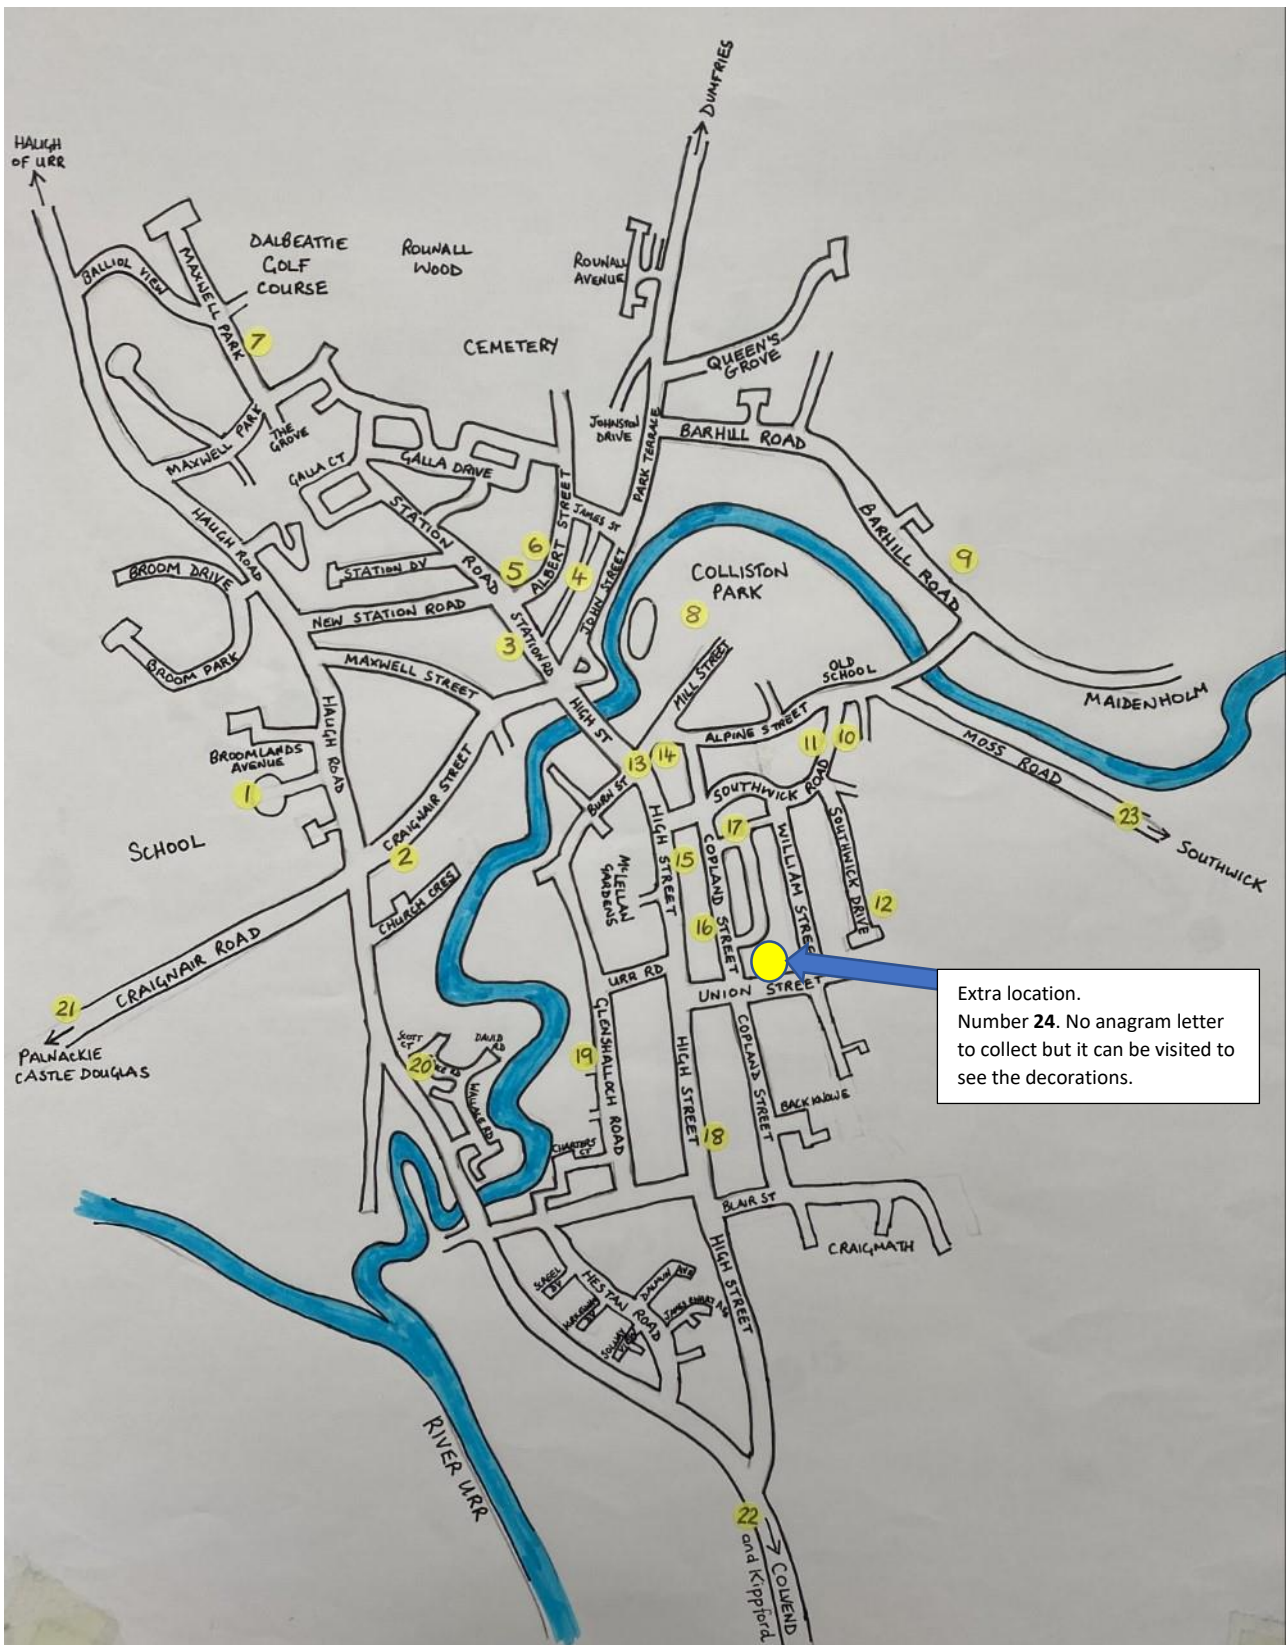 DUMFRIES
HAUGH
OF URR
BALLIOL VIEW
MAXWELL PARK
DALBEATTIE
GOLF
COURSE
ROUNALL
WOOD
ROUNALL
AVENUE
7
CEMETERY
QUEEN'S
GROVE
MAXWELL PARK
THE
GROVE
JOHNSTON
DRIVE
PARK TERRACE
BARHILL ROAD
GALLA CT
GALLA DRIVE
HAUGH ROAD
STATION ROAD
ALBERT STREET
JAMES ST
BARHILL ROAD
6
5
4
9
BROOM DRIVE
STATION DV
COLLISTON
PARK
NEW STATION ROAD
STATION RD
JOHN STREET
8
3
BROOM PARK
MAXWELL STREET
MILL STREET
OLD
SCHOOL
MAIDENHOLM
HAUGH ROAD
HIGH ST
ALPINE STREET
11
10
MOSS ROAD
BROOMLANDS
AVENUE
1
13
14
BURN ST
SOUTHWICK ROAD
CRAIGNAIR STREET
SCHOOL
2
HIGH STREET
COPLAND STREET
17
WILLIAM STREET
SOUTHWICK DRIVE
23
SOUTHWICK
MCLELLAN
GARDENS
15
CHURCH CRES
12
16
CRAIGNAIR ROAD
URR RD
UNION STREET
Extra location.
Number 24. No anagram letter
to collect but it can be visited to
see the decorations.
21
PALNACKIE
CASTLE DOUGLAS
SCOTT
CT
DAVID
RD
20
WALLACE RD
19
GLENSHALLOCH ROAD
HIGH STREET
COPLAND STREET
BACK KNOWE
18
CHARTERS
CT
BLAIR ST
CRAIGMATH
HIGH STREET
HESTAN ROAD
RIVER URR
22
and Kippford
COLVEND